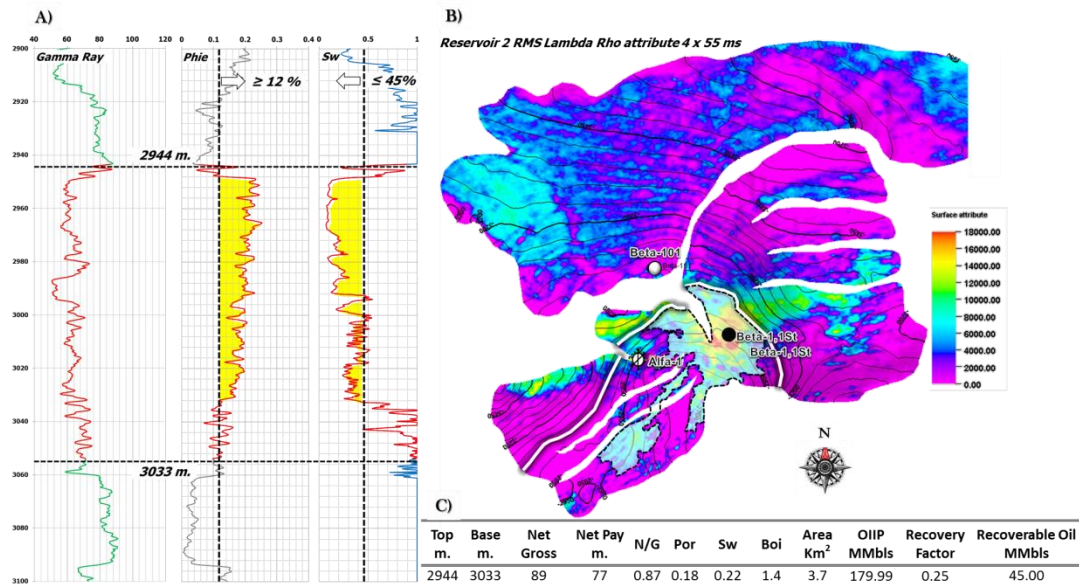 A)
40 60 80 100 120
0 0.1 0.2 0.3 0.4
0 0.5 1
Gamma Ray
Phie
Sw
≥ 12 %
≤ 45%
2900
2920
2940
2944 m.
2960
2980
3000
3020
3040
3033 m.
3060
3080
3100
B)
Reservoir 2 RMS Lambda Rho attribute 4 x 55 ms
Beta-101
Beta-1,1St
Beta-1,1St
Alfa-1
Surface attribute
18000.00
16000.00
14000.00
12000.00
10000.00
8000.00
6000.00
4000.00
2000.00
0.00
N
C)
Top m. Base m. Net Gross Net Pay m. N/G Por Sw Boi Area Km² OIIP MMbls Recovery Factor Recoverable Oil MMbls
2944 3033 89 77 0.87 0.18 0.22 1.4 3.7 179.99 0.25 45.00